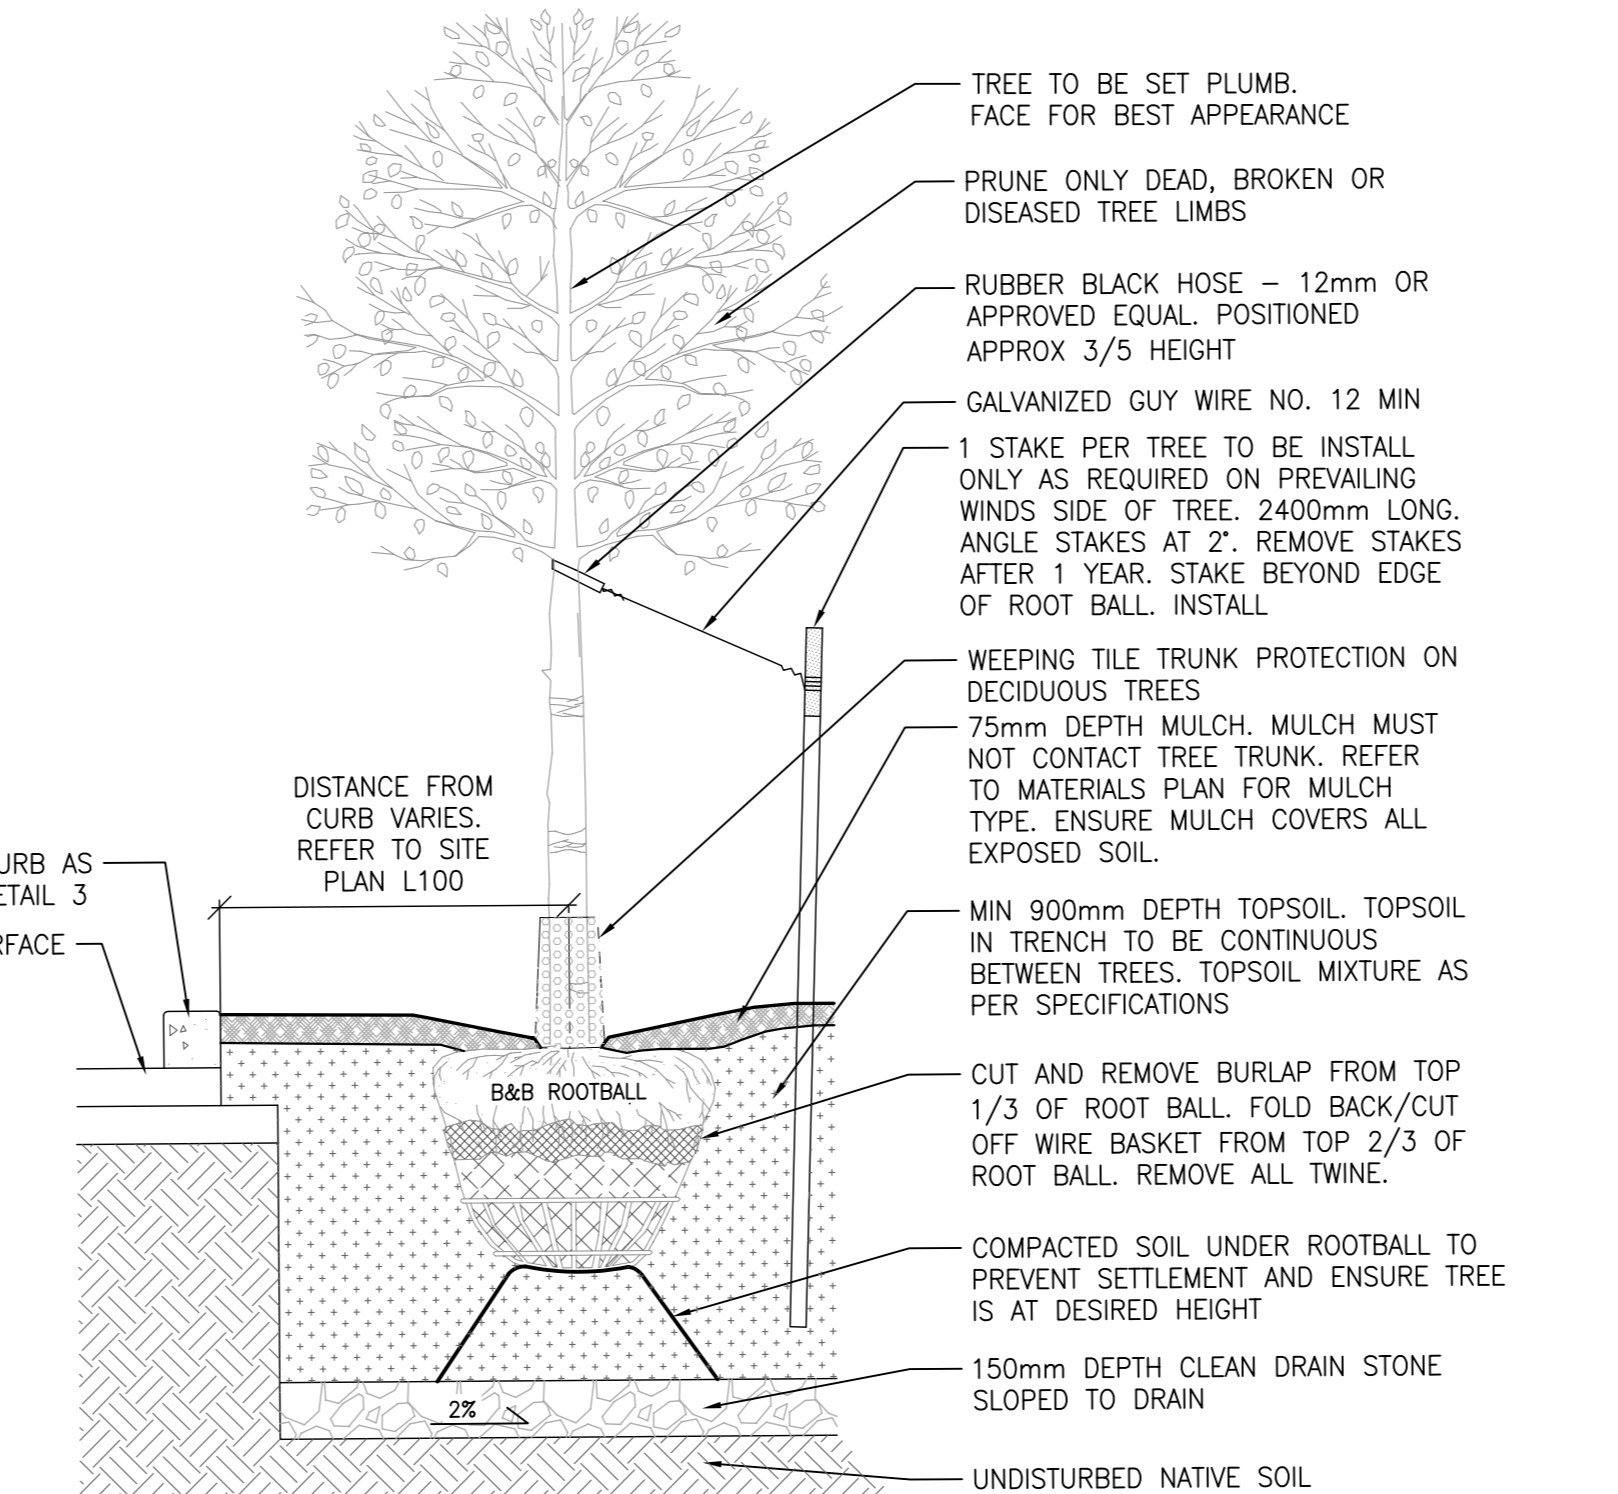 TREE TO BE SET PLUMB.
FACE FOR BEST APPEARANCE
PRUNE ONLY DEAD, BROKEN OR
DISEASED TREE LIMBS
RUBBER BLACK HOSE – 12mm OR
APPROVED EQUAL. POSITIONED
APPROX 3/5 HEIGHT
GALVANIZED GUY WIRE NO. 12 MIN
1 STAKE PER TREE TO BE INSTALL
ONLY AS REQUIRED ON PREVAILING
WINDS SIDE OF TREE. 2400mm LONG.
ANGLE STAKES AT 2°. REMOVE STAKES
AFTER 1 YEAR. STAKE BEYOND EDGE
OF ROOT BALL. INSTALL
WEEPING TILE TRUNK PROTECTION ON
DECIDUOUS TREES
75mm DEPTH MULCH. MULCH MUST
NOT CONTACT TREE TRUNK. REFER
TO MATERIALS PLAN FOR MULCH
TYPE. ENSURE MULCH COVERS ALL
EXPOSED SOIL.
DISTANCE FROM
CURB VARIES.
REFER TO SITE
PLAN L100
URB AS
ETAIL 3
RFACE
MIN 900mm DEPTH TOPSOIL. TOPSOIL
IN TRENCH TO BE CONTINUOUS
BETWEEN TREES. TOPSOIL MIXTURE AS
PER SPECIFICATIONS
B&B ROOTBALL
CUT AND REMOVE BURLAP FROM TOP
1/3 OF ROOT BALL. FOLD BACK/CUT
OFF WIRE BASKET FROM TOP 2/3 OF
ROOT BALL. REMOVE ALL TWINE.
COMPACTED SOIL UNDER ROOTBALL TO
PREVENT SETTLEMENT AND ENSURE TREE
IS AT DESIRED HEIGHT
150mm DEPTH CLEAN DRAIN STONE
SLOPED TO DRAIN
2%
UNDISTURBED NATIVE SOIL